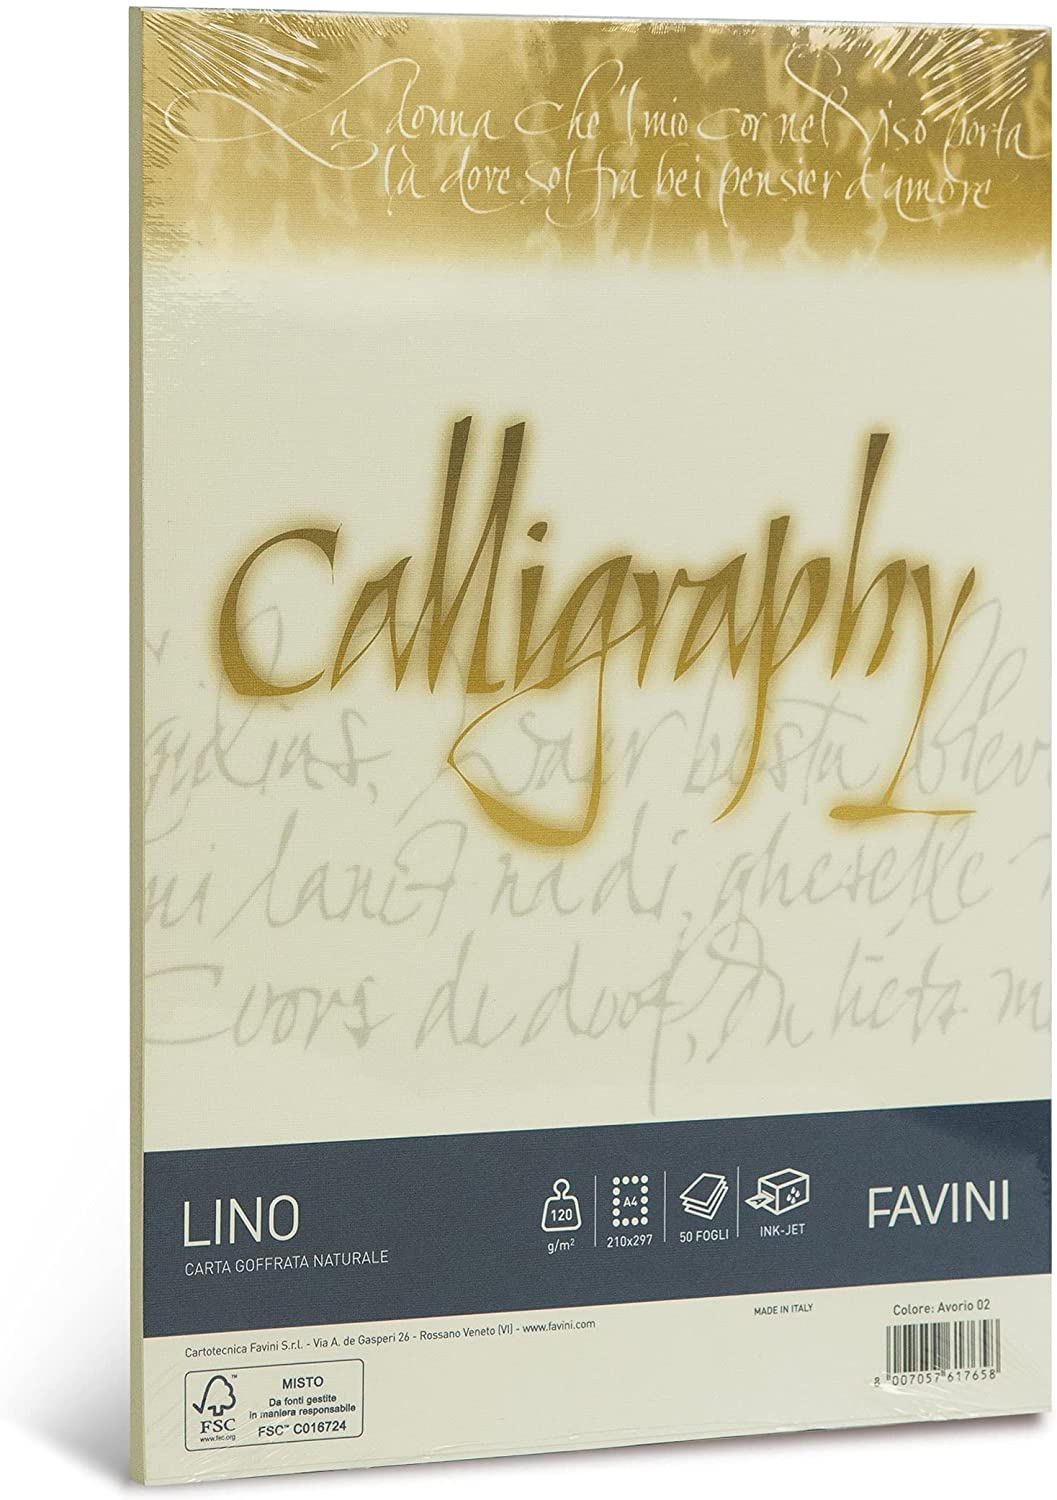 La donna che 'l mio cor nel viso porta
là dove sol fra bei pensier d'amore
Calligraphy
LINO
CARTA GOFFRATA NATURALE
120
g/m²
A4
210x297
50 FOGLI
INK-JET
FAVINI
MADE IN ITALY
Colore: Avorio 02
Cartotecnica Favini S.r.l. - Via A. de Gasperi 26 - Rossano Veneto (VI) - www.favini.com
8 007057 617658
FSC
www.fsc.org
MISTO
Da fonti gestite
in maniera responsabile
FSC™ C016724